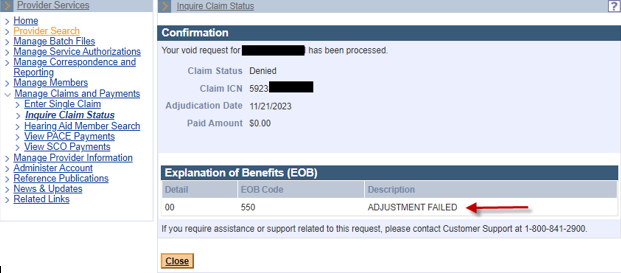 Provider Services
Home
Provider Search
Manage Batch Files
Manage Service Authorizations
Manage Correspondence and
Reporting
Manage Members
Manage Claims and Payments
Enter Single Claim
Inquire Claim Status
Hearing Aid Member Search
View PACE Payments
View SCO Payments
Manage Provider Information
Administer Account
Reference Publications
News & Updates
Related Links
Inquire Claim Status
?
Confirmation
Your void request for has been processed.
Claim Status Denied
Claim ICN 5923
Adjudication Date 11/21/2023
Paid Amount $0.00
Explanation of Benefits (EOB)
Detail EOB Code Description
00 550 ADJUSTMENT FAILED
If you require assistance or support related to this request, please contact Customer Support at 1-800-841-2900.
Close